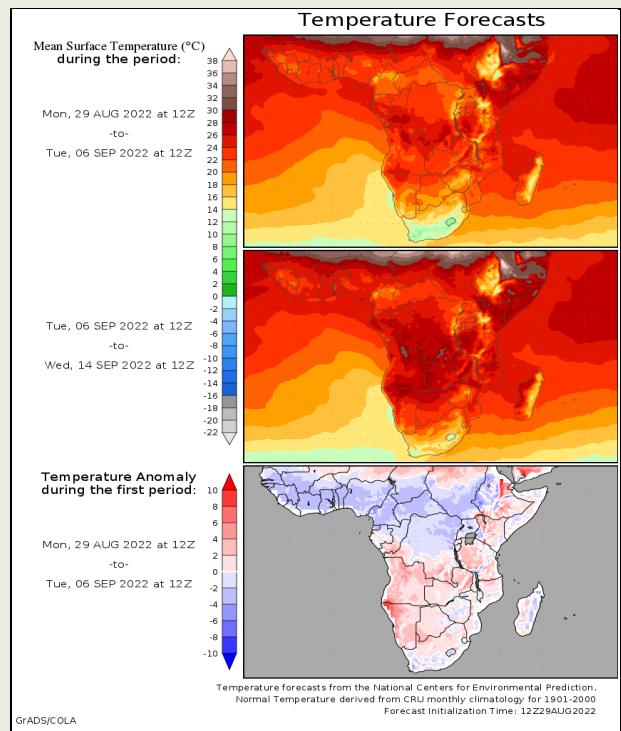 Temperature Forecasts
Mean Surface Temperature (°C)
during the period:
Mon, 29 AUG 2022 at 12Z
-to-
Tue, 06 SEP 2022 at 12Z
38
36
34
32
30
28
26
24
22
20
18
16
14
12
10
8
6
4
2
0
-2
-4
-6
-8
-10
-12
-14
-16
-18
-20
-22
Tue, 06 SEP 2022 at 12Z
-to-
Wed, 14 SEP 2022 at 12Z
Temperature Anomaly
during the first period:
Mon, 29 AUG 2022 at 12Z
-to-
Tue, 06 SEP 2022 at 12Z
10
8
6
4
2
0
-2
-4
-6
-8
-10
Temperature forecasts from the National Centers for Environmental Prediction.
Normal Temperature derived from CRU monthly climatology for 1901-2000
Forecast Initialization Time: 12Z29AUG2022
GrADS/COLA